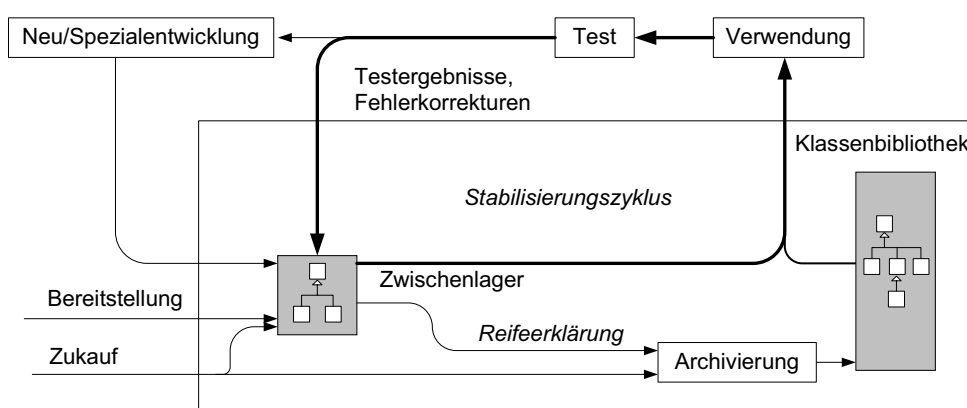 Neu/Spezialentwicklung
Test
Verwendung
Testergebnisse,
Fehlerkorrekturen
Klassenbibliothek
Stabilisierungszyklus
Zwischenlager
Bereitstellung
Reifeerklärung
Zukauf
Archivierung